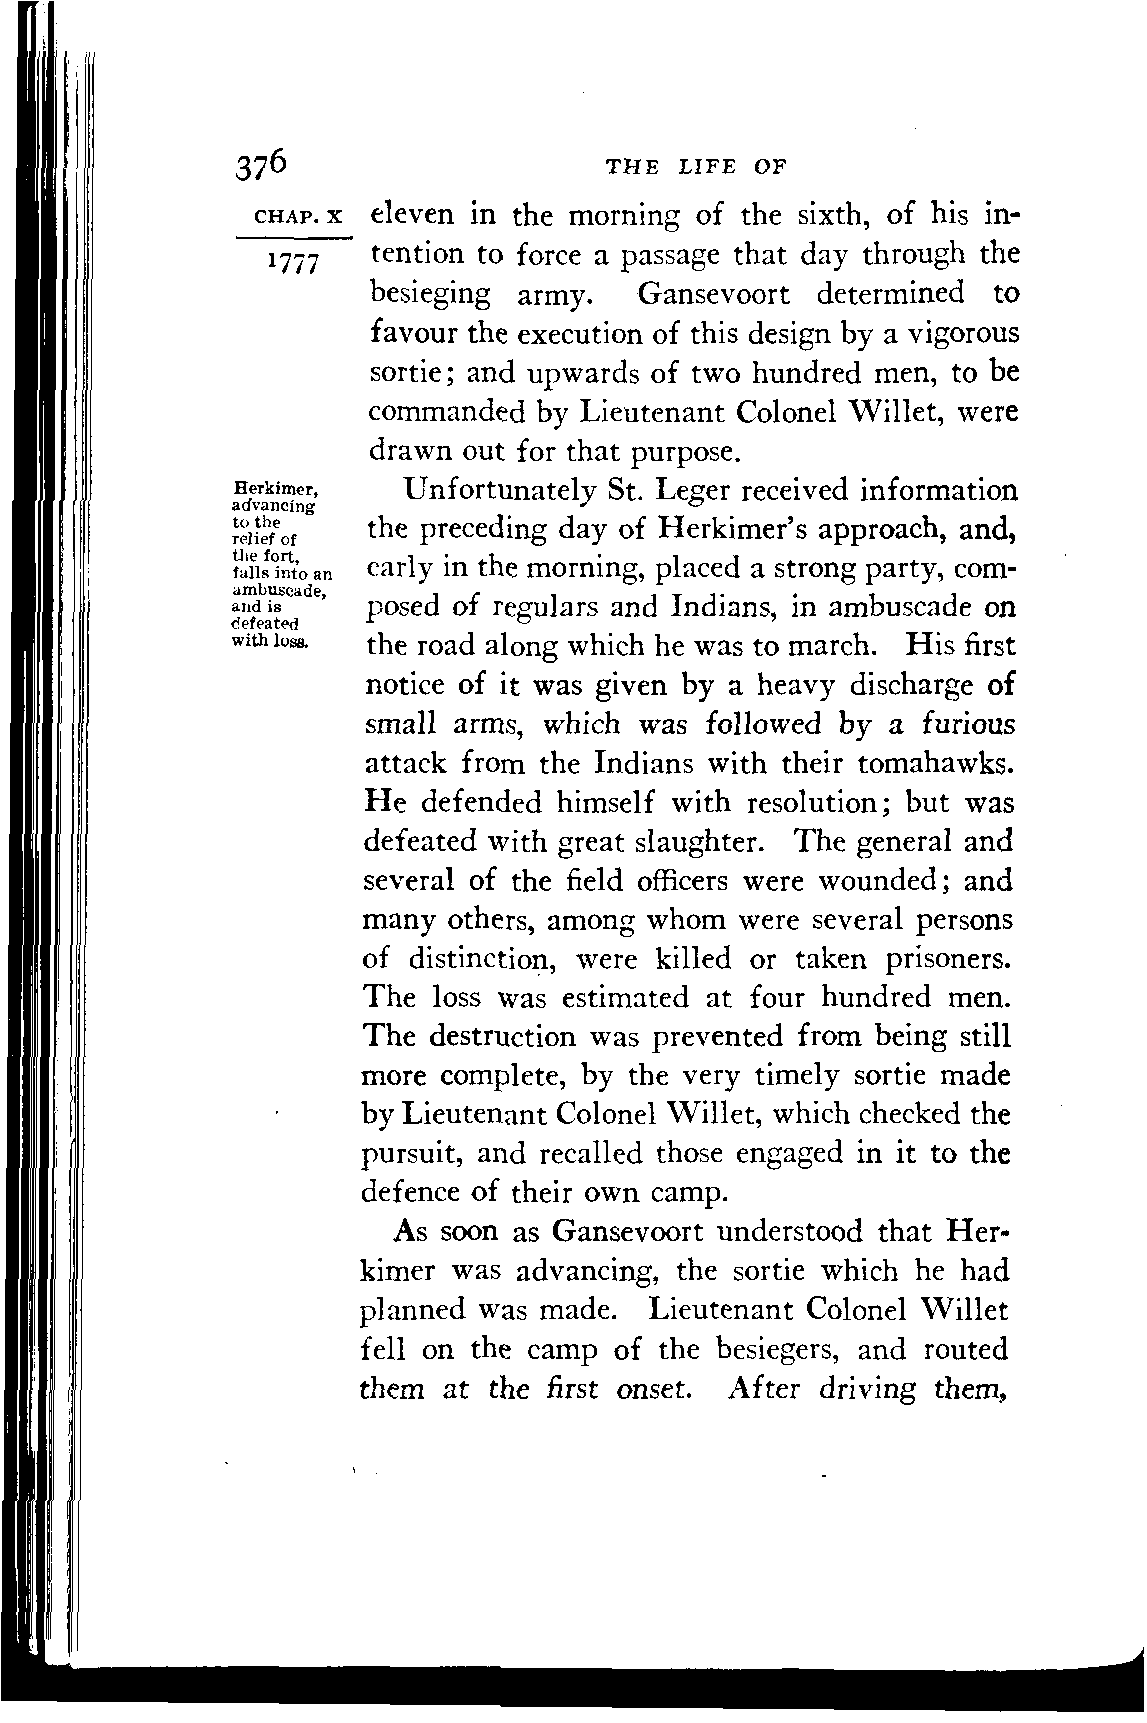 376
THE LIFE OF
CHAP. X
1777
eleven in the morning of the sixth, of his in-
tention to force a passage that day through the
besieging army. Gansevoort determined to
favour the execution of this design by a vigorous
sortie; and upwards of two hundred men, to be
commanded by Lieutenant Colonel Willet, were
drawn out for that purpose.
Herkimer,
advancing
to the
relief of
the fort,
falls into an
ambuscade,
and is
defeated
with loss.
Unfortunately St. Leger received information
the preceding day of Herkimer's approach, and,
early in the morning, placed a strong party, com-
posed of regulars and Indians, in ambuscade on
the road along which he was to march. His first
notice of it was given by a heavy discharge of
small arms, which was followed by a furious
attack from the Indians with their tomahawks.
He defended himself with resolution; but was
defeated with great slaughter. The general and
several of the field officers were wounded; and
many others, among whom were several persons
of distinction, were killed or taken prisoners.
The loss was estimated at four hundred men.
The destruction was prevented from being still
more complete, by the very timely sortie made
by Lieutenant Colonel Willet, which checked the
pursuit, and recalled those engaged in it to the
defence of their own camp.
As soon as Gansevoort understood that Her-
kimer was advancing, the sortie which he had
planned was made. Lieutenant Colonel Willet
fell on the camp of the besiegers, and routed
them at the first onset. After driving them,